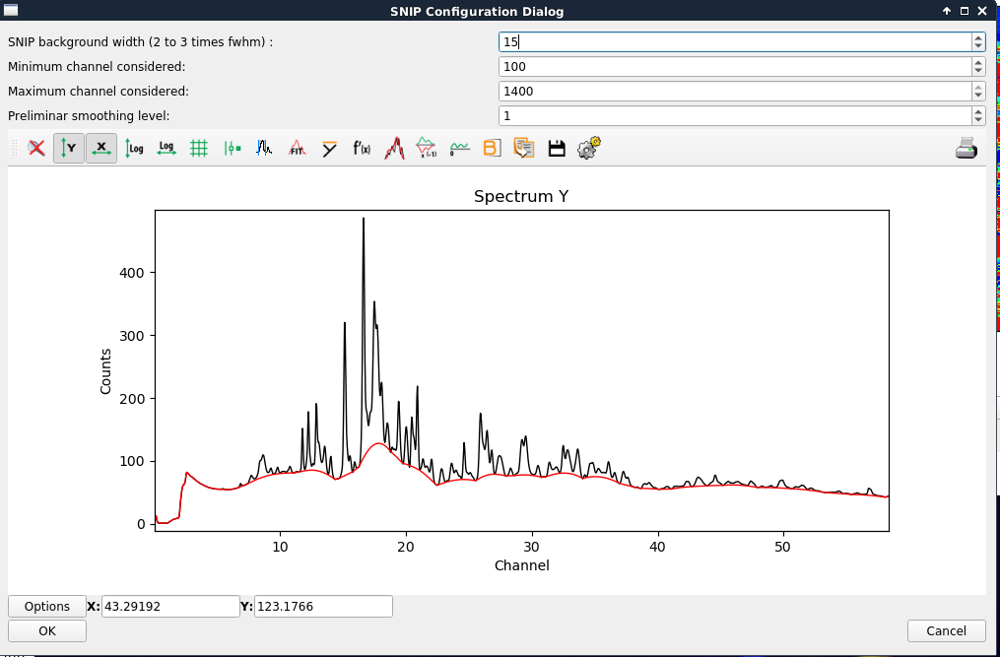 SNIP Configuration Dialog
SNIP background width (2 to 3 times fwhm) : 15
Minimum channel considered: 100
Maximum channel considered: 1400
Preliminar smoothing level: 1
Y X Log Log FIT f'(x) x (-1) 0 B
Spectrum Y
400
300
200
100
0
Counts
10 20 30 40 50
Channel
Options X: 43.29192 Y: 123.1766
OK Cancel